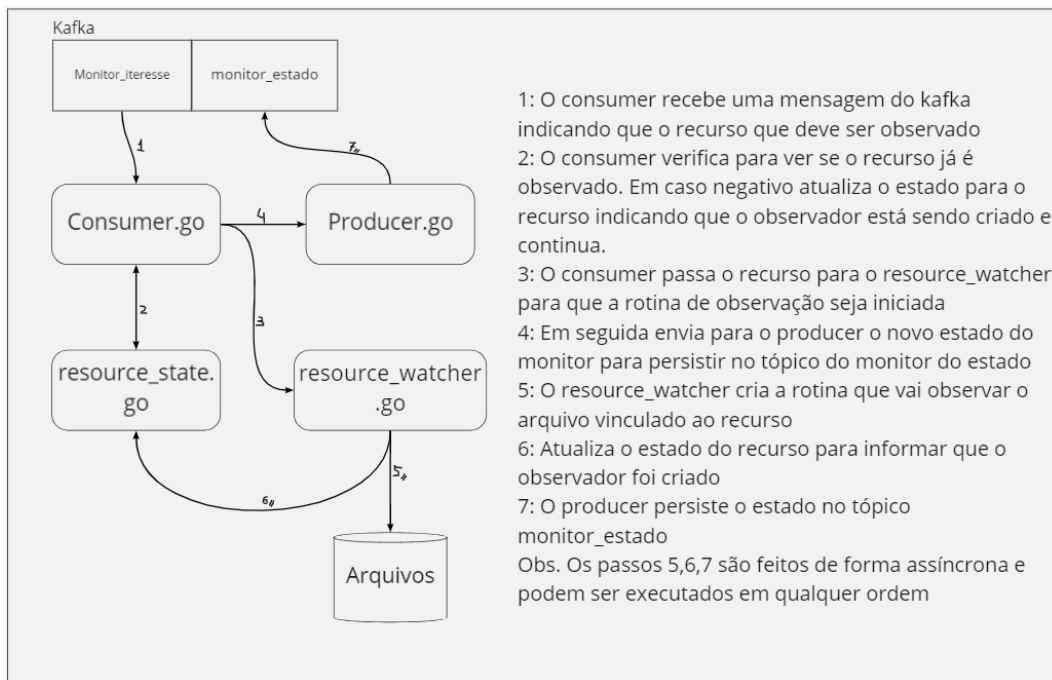 Kafka
Monitor_iteresse
monitor_estado
1
7,,
Consumer.go
4
Producer.go
2
3
resource_state.
go
resource_watcher
.go
5,,
6,,
Arquivos
1: O consumer recebe uma mensagem do kafka
indicando que o recurso que deve ser observado
2: O consumer verifica para ver se o recurso já é
observado. Em caso negativo atualiza o estado para o
recurso indicando que o observador está sendo criado e
continua.
3: O consumer passa o recurso para o resource_watcher
para que a rotina de observação seja iniciada
4: Em seguida envia para o producer o novo estado do
monitor para persistir no tópico do monitor do estado
5: O resource_watcher cria a rotina que vai observar o
arquivo vinculado ao recurso
6: Atualiza o estado do recurso para informar que o
observador foi criado
7: O producer persiste o estado no tópico
monitor_estado
Obs. Os passos 5,6,7 são feitos de forma assíncrona e
podem ser executados em qualquer ordem